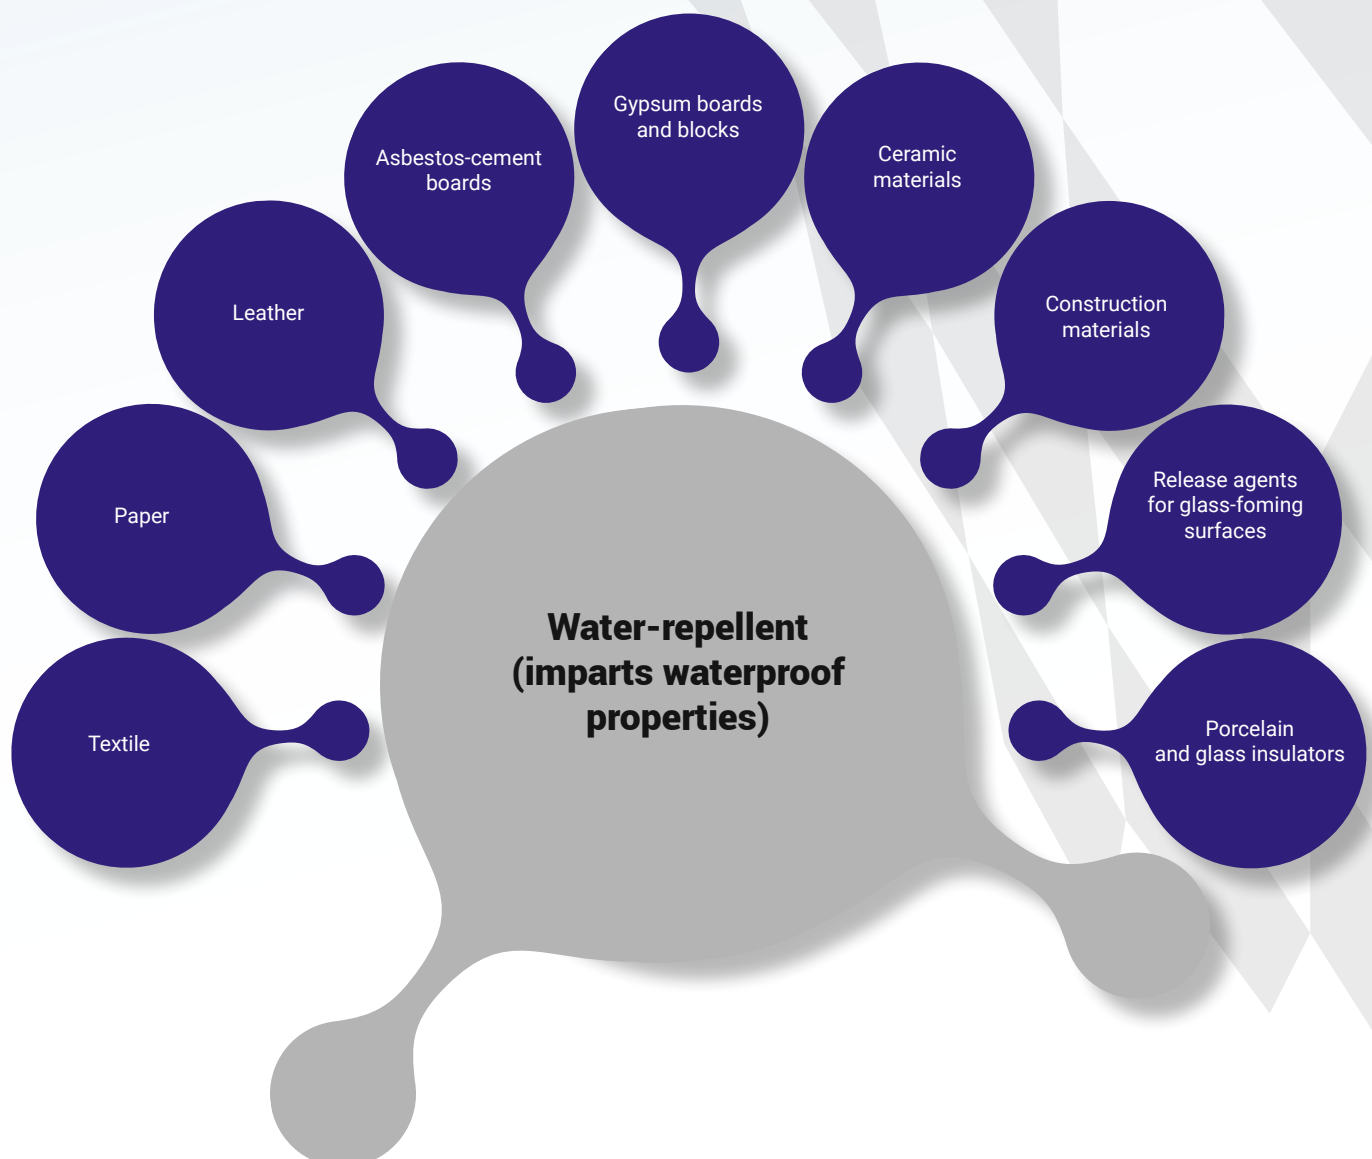 Gypsum boards
and blocks
Asbestos-cement
boards
Ceramic
materials
Leather
Construction
materials
Paper
Release agents
for glass-foming
surfaces
Water-repellent
(imparts waterproof
properties)
Textile
Porcelain
and glass insulators